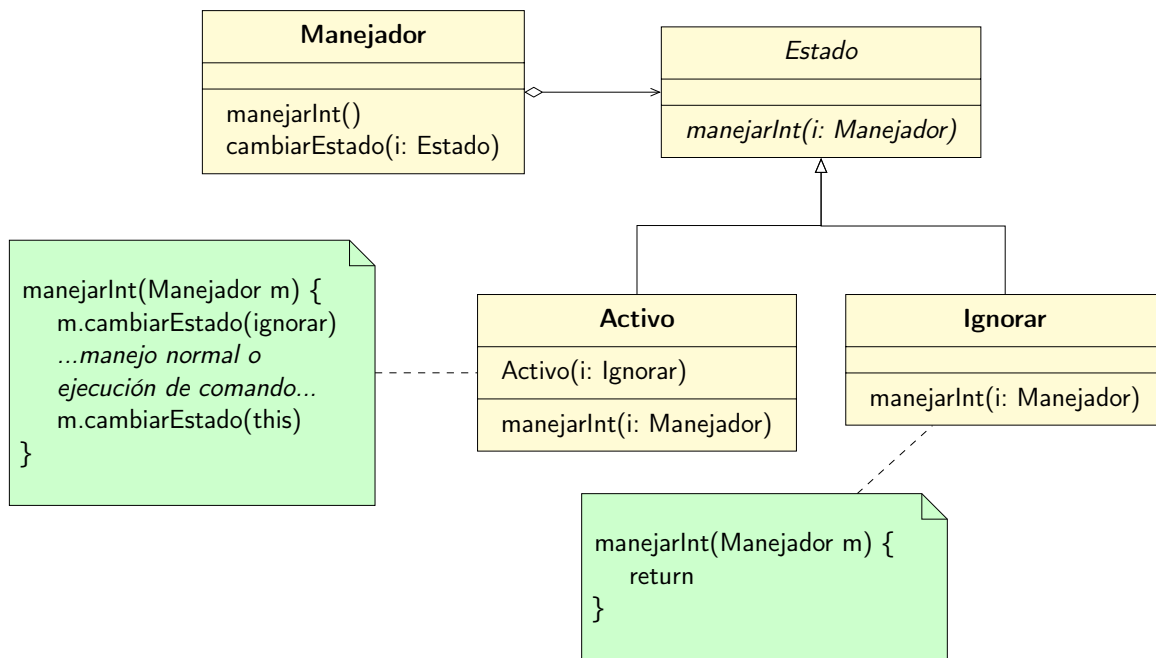 Manejador
manejarInt()
cambiarEstado(i: Estado)
Estado
manejarInt(i: Manejador)
manejarInt(Manejador m) {
m.cambiarEstado(ignorar)
...manejo normal o
ejecución de comando...
m.cambiarEstado(this)
}
Activo
Activo(i: Ignorar)
manejarInt(i: Manejador)
Ignorar
manejarInt(i: Manejador)
manejarInt(Manejador m) {
return
}